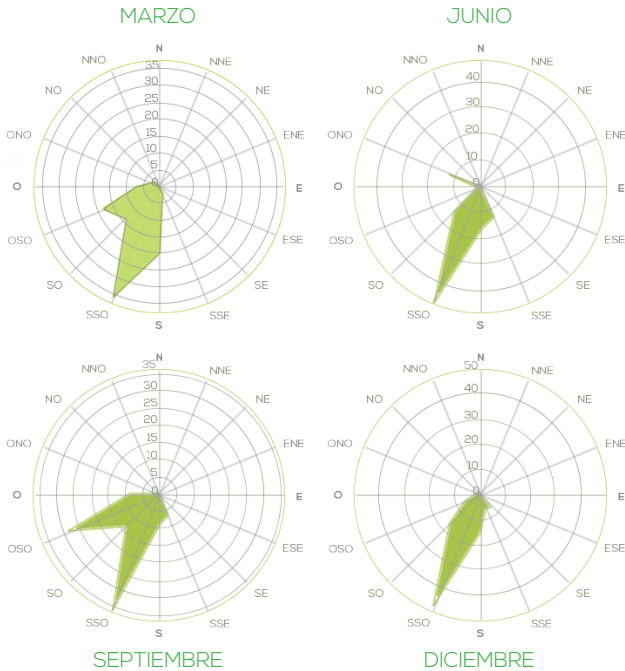 MARZO
JUNIO
N
NNO
NNE
NO
NE
ONO
ENE
O
E
OSO
ESE
SO
SE
SSO
SSE
S
35
30
25
20
15
10
5
0
N
NNO
NNE
NO
NE
ONO
ENE
O
E
OSO
ESE
SO
SE
SSO
SSE
S
40
30
20
10
0
N
NNO
NNE
NO
NE
ONO
ENE
O
E
OSO
ESE
SO
SE
SSO
SSE
S
35
30
25
20
15
10
5
0
N
NNO
NNE
NO
NE
ONO
ENE
O
E
OSO
ESE
SO
SE
SSO
SSE
S
50
40
30
20
10
0
SEPTIEMBRE
DICIEMBRE